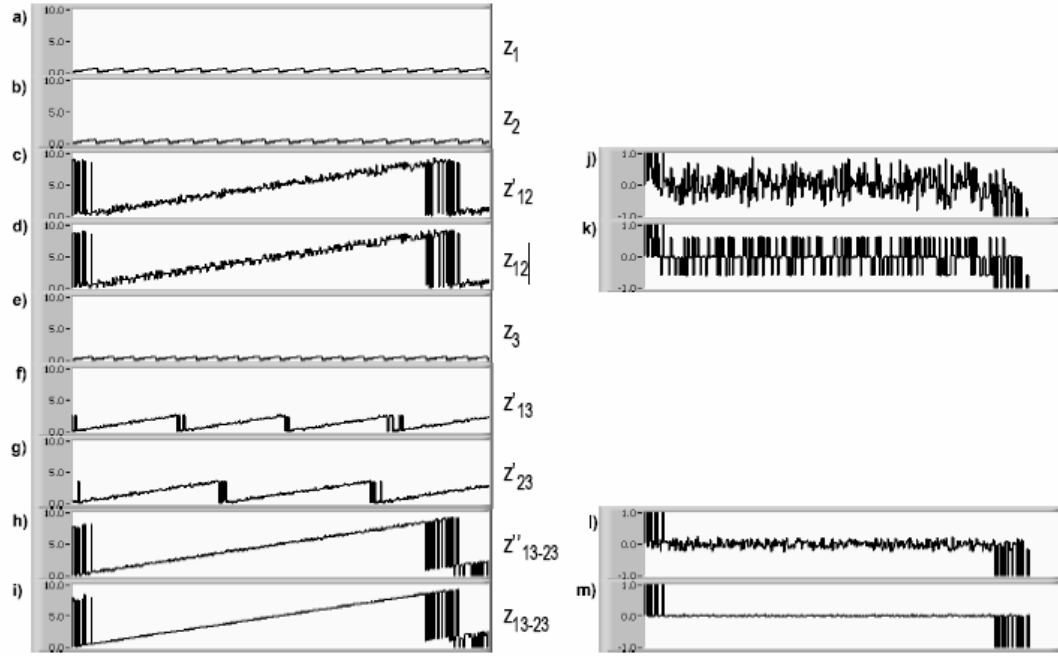 a) 10.0 5.0 0.0 Z1
b) 10.0 5.0 0.0 Z2
c) 10.0 5.0 0.0 Z'12
j) 1.0 0.0 -1.0
d) 10.0 5.0 0.0 Z12
k) 1.0 0.0 -1.0
e) 10.0 5.0 0.0 Z3
f) 10.0 5.0 0.0 Z'13
g) 10.0 5.0 0.0 Z'23
h) 10.0 5.0 0.0 Z''13-23
l) 1.0 0.0 -1.0
i) 10.0 5.0 0.0 Z13-23
m) 1.0 0.0 -1.0